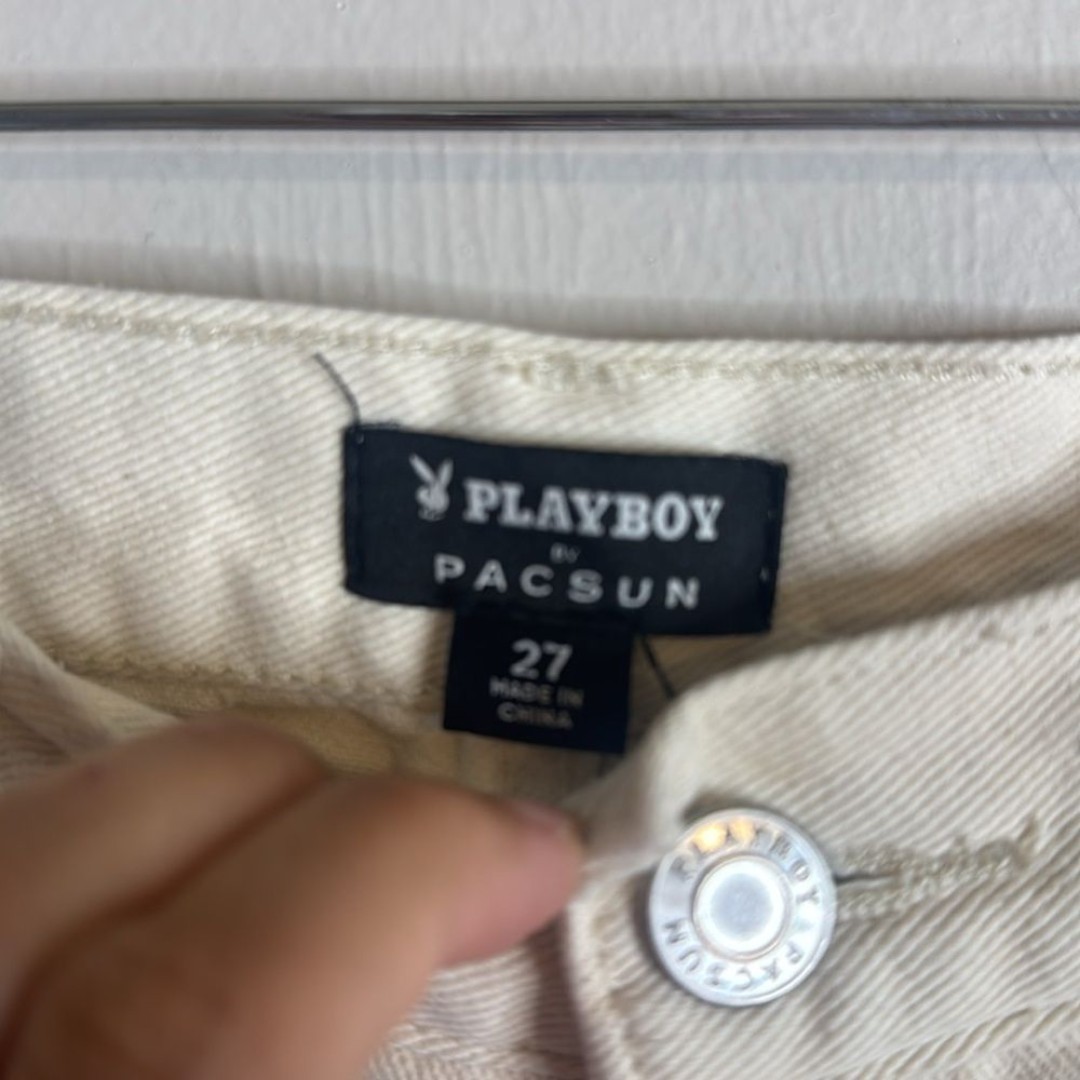 PLAYBOY
BY
PACSUN
27
MADE IN
CHINA
PLAYBOY PACSUN